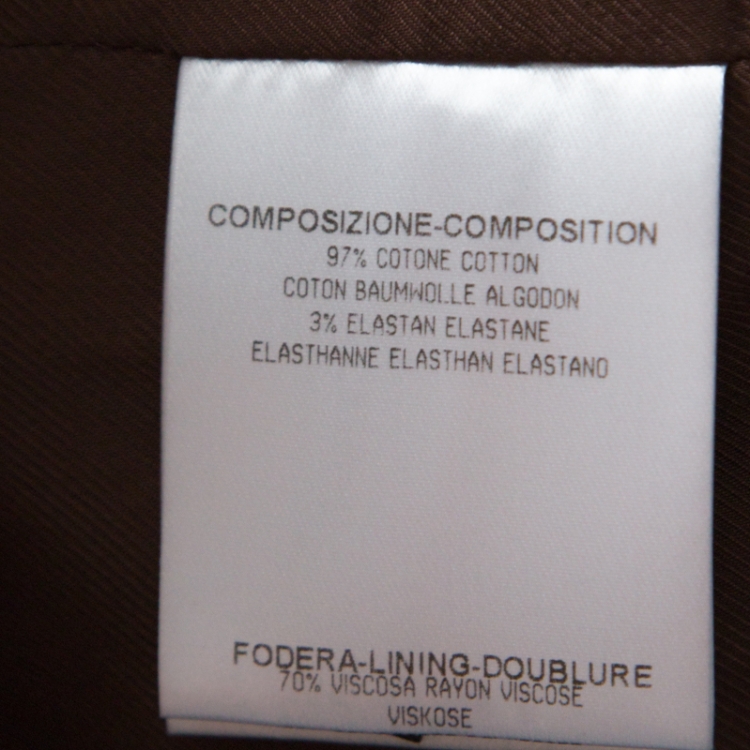 COMPOSIZIONE-COMPOSITION
97% COTONE COTTON
COTON BAUMWOLLE ALGODON
3% ELASTAN ELASTANE
ELASTHANNE ELASTHAN ELASTANO
FODERA-LINING-DOUBLURE
70% VISCOSA RAYON VISCOSE
VISKOSE